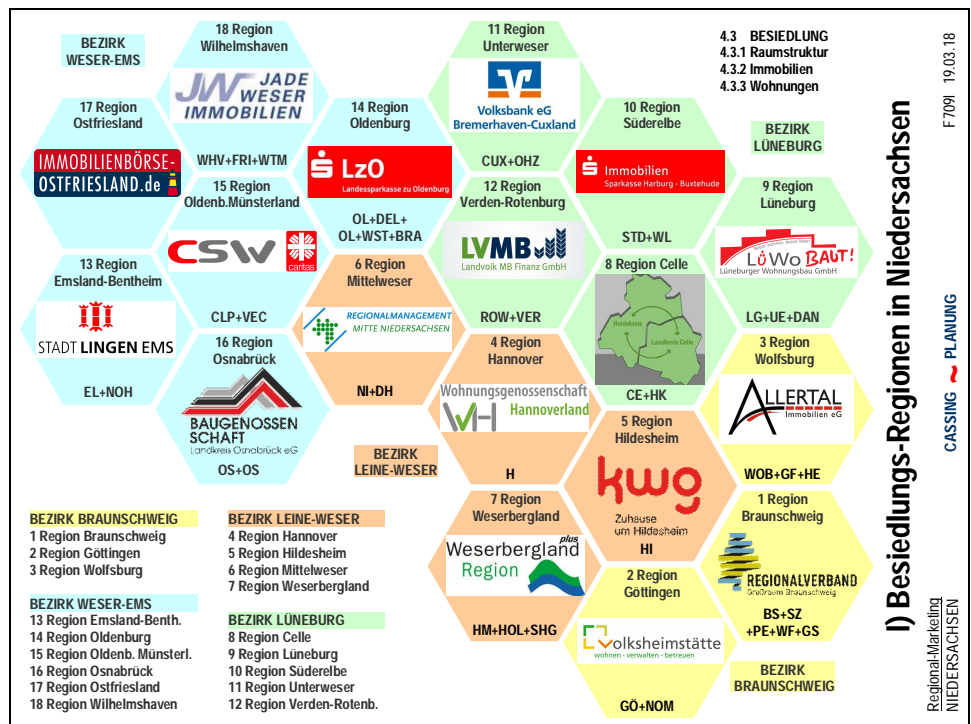 BEZIRK
WESER-EMS
18 Region
Wilhelmshaven
JW JADE
WESER
IMMOBILIEN
WHV+FRI+WTM
11 Region
Unterweser
Volksbank eG
Bremerhaven-Cuxland
CUX+OHZ
4.3 BESIEDLUNG
4.3.1 Raumstruktur
4.3.2 Immobilien
4.3.3 Wohnungen
17 Region
Ostfriesland
IMMOBILIENBÖRSE-
OSTFRIESLAND.de
14 Region
Oldenburg
LzO
Landessparkasse zu Oldenburg
OL+DEL+
OL+WST+BRA
10 Region
Süderelbe
Immobilien
Sparkasse Harburg - Buxtehude
STD+WL
BEZIRK
LÜNEBURG
15 Region
Oldenb.Münsterland
CSW
caritas
CLP+VEC
12 Region
Verden-Rotenburg
LVMB
Landvolk MB Finanz GmbH
ROW+VER
9 Region
Lüneburg
LüWo BAUT!
Lüneburger Wohnungsbau GmbH
LG+UE+DAN
13 Region
Emsland-Bentheim
STADT LINGEN EMS
EL+NOH
6 Region
Mittelweser
REGIONALMANAGEMENT
MITTE NIEDERSACHSEN
NI+DH
8 Region Celle
Heidekreis
Landkreis Celle
CE+HK
16 Region
Osnabrück
BAUGENOSSEN
SCHAFT
Landkreis Osnabrück eG
OS+OS
4 Region
Hannover
Wohnungsgenossenschaft
WH Hannoverland
H
3 Region
Wolfsburg
ALLERTAL
Immobilien eG
WOB+GF+HE
BEZIRK
LEINE-WESER
5 Region
Hildesheim
kwg
Zuhause
um Hildesheim
HI
7 Region
Weserbergland
plus
Weserbergland
Region
HM+HOL+SHG
1 Region
Braunschweig
REGIONALVERBAND
Großraum Braunschweig
BS+SZ
+PE+WF+GS
2 Region
Göttingen
Volksheimstätte
wohnen - verwalten - betreuen
GÖ+NOM
BEZIRK
BRAUNSCHWEIG
BEZIRK BRAUNSCHWEIG
1 Region Braunschweig
2 Region Göttingen
3 Region Wolfsburg
BEZIRK WESER-EMS
13 Region Emsland-Benth.
14 Region Oldenburg
15 Region Oldenb. Münsterl.
16 Region Osnabrück
17 Region Ostfriesland
18 Region Wilhelmshaven
BEZIRK LEINE-WESER
4 Region Hannover
5 Region Hildesheim
6 Region Mittelweser
7 Region Weserbergland
BEZIRK LÜNEBURG
8 Region Celle
9 Region Lüneburg
10 Region Süderelbe
11 Region Unterweser
12 Region Verden-Rotenb.
I) Besiedlungs-Regionen in Niedersachsen
F709I 19.03.18
CASSING ~ PLANUNG
Regional-Marketing
NIEDERSACHSEN